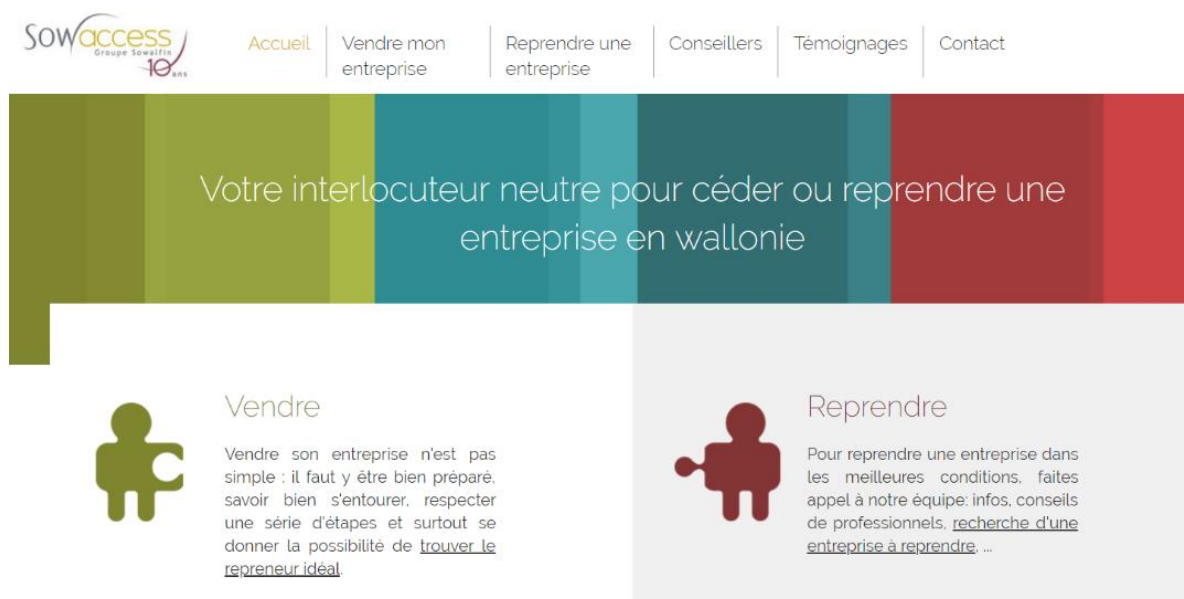 Sowaccess
Groupe Sowalfin
10 ans
Accueil
Vendre mon
entreprise
Reprendre une
entreprise
Conseillers
Témoignages
Contact
Votre interlocuteur neutre pour céder ou reprendre une
entreprise en wallonie
Vendre
Vendre son entreprise n'est pas
simple : il faut y être bien préparé,
savoir bien s'entourer, respecter
une série d'étapes et surtout se
donner la possibilité de trouver le
repreneur idéal.
Reprendre
Pour reprendre une entreprise dans
les meilleures conditions, faites
appel à notre équipe: infos, conseils
de professionnels, recherche d'une
entreprise à reprendre, ...